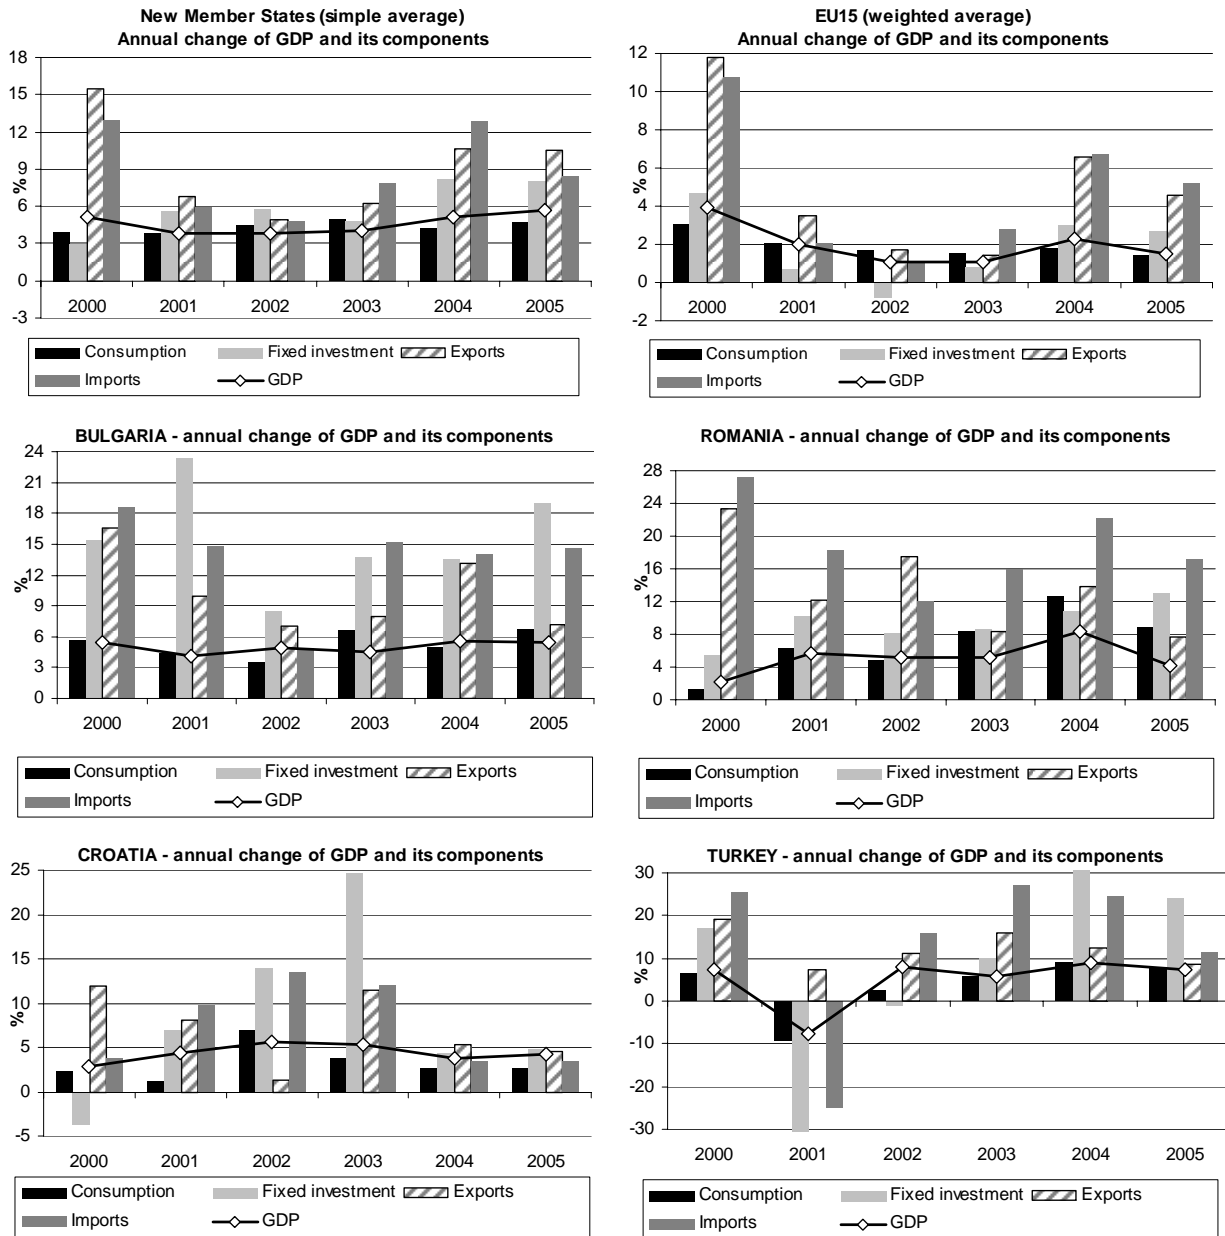 New Member States (simple average)
Annual change of GDP and its components
18
15
12
9
6
3
0
-3
%
2000 2001 2002 2003 2004 2005
Consumption Fixed investment Exports
Imports GDP
EU15 (weighted average)
Annual change of GDP and its components
12
10
8
6
4
2
0
-2
%
2000 2001 2002 2003 2004 2005
Consumption Fixed investment Exports
Imports GDP
BULGARIA - annual change of GDP and its components
24
21
18
15
12
9
6
3
0
%
2000 2001 2002 2003 2004 2005
Consumption Fixed investment Exports
Imports GDP
ROMANIA - annual change of GDP and its components
28
24
20
16
12
8
4
0
%
2000 2001 2002 2003 2004 2005
Consumption Fixed investment Exports
Imports GDP
CROATIA - annual change of GDP and its components
25
20
15
10
5
0
-5
%
2000 2001 2002 2003 2004 2005
Consumption Fixed investment Exports
Imports GDP
TURKEY - annual change of GDP and its components
30
20
10
0
-10
-20
-30
%
2000 2001 2002 2003 2004 2005
Consumption Fixed investment Exports
Imports GDP